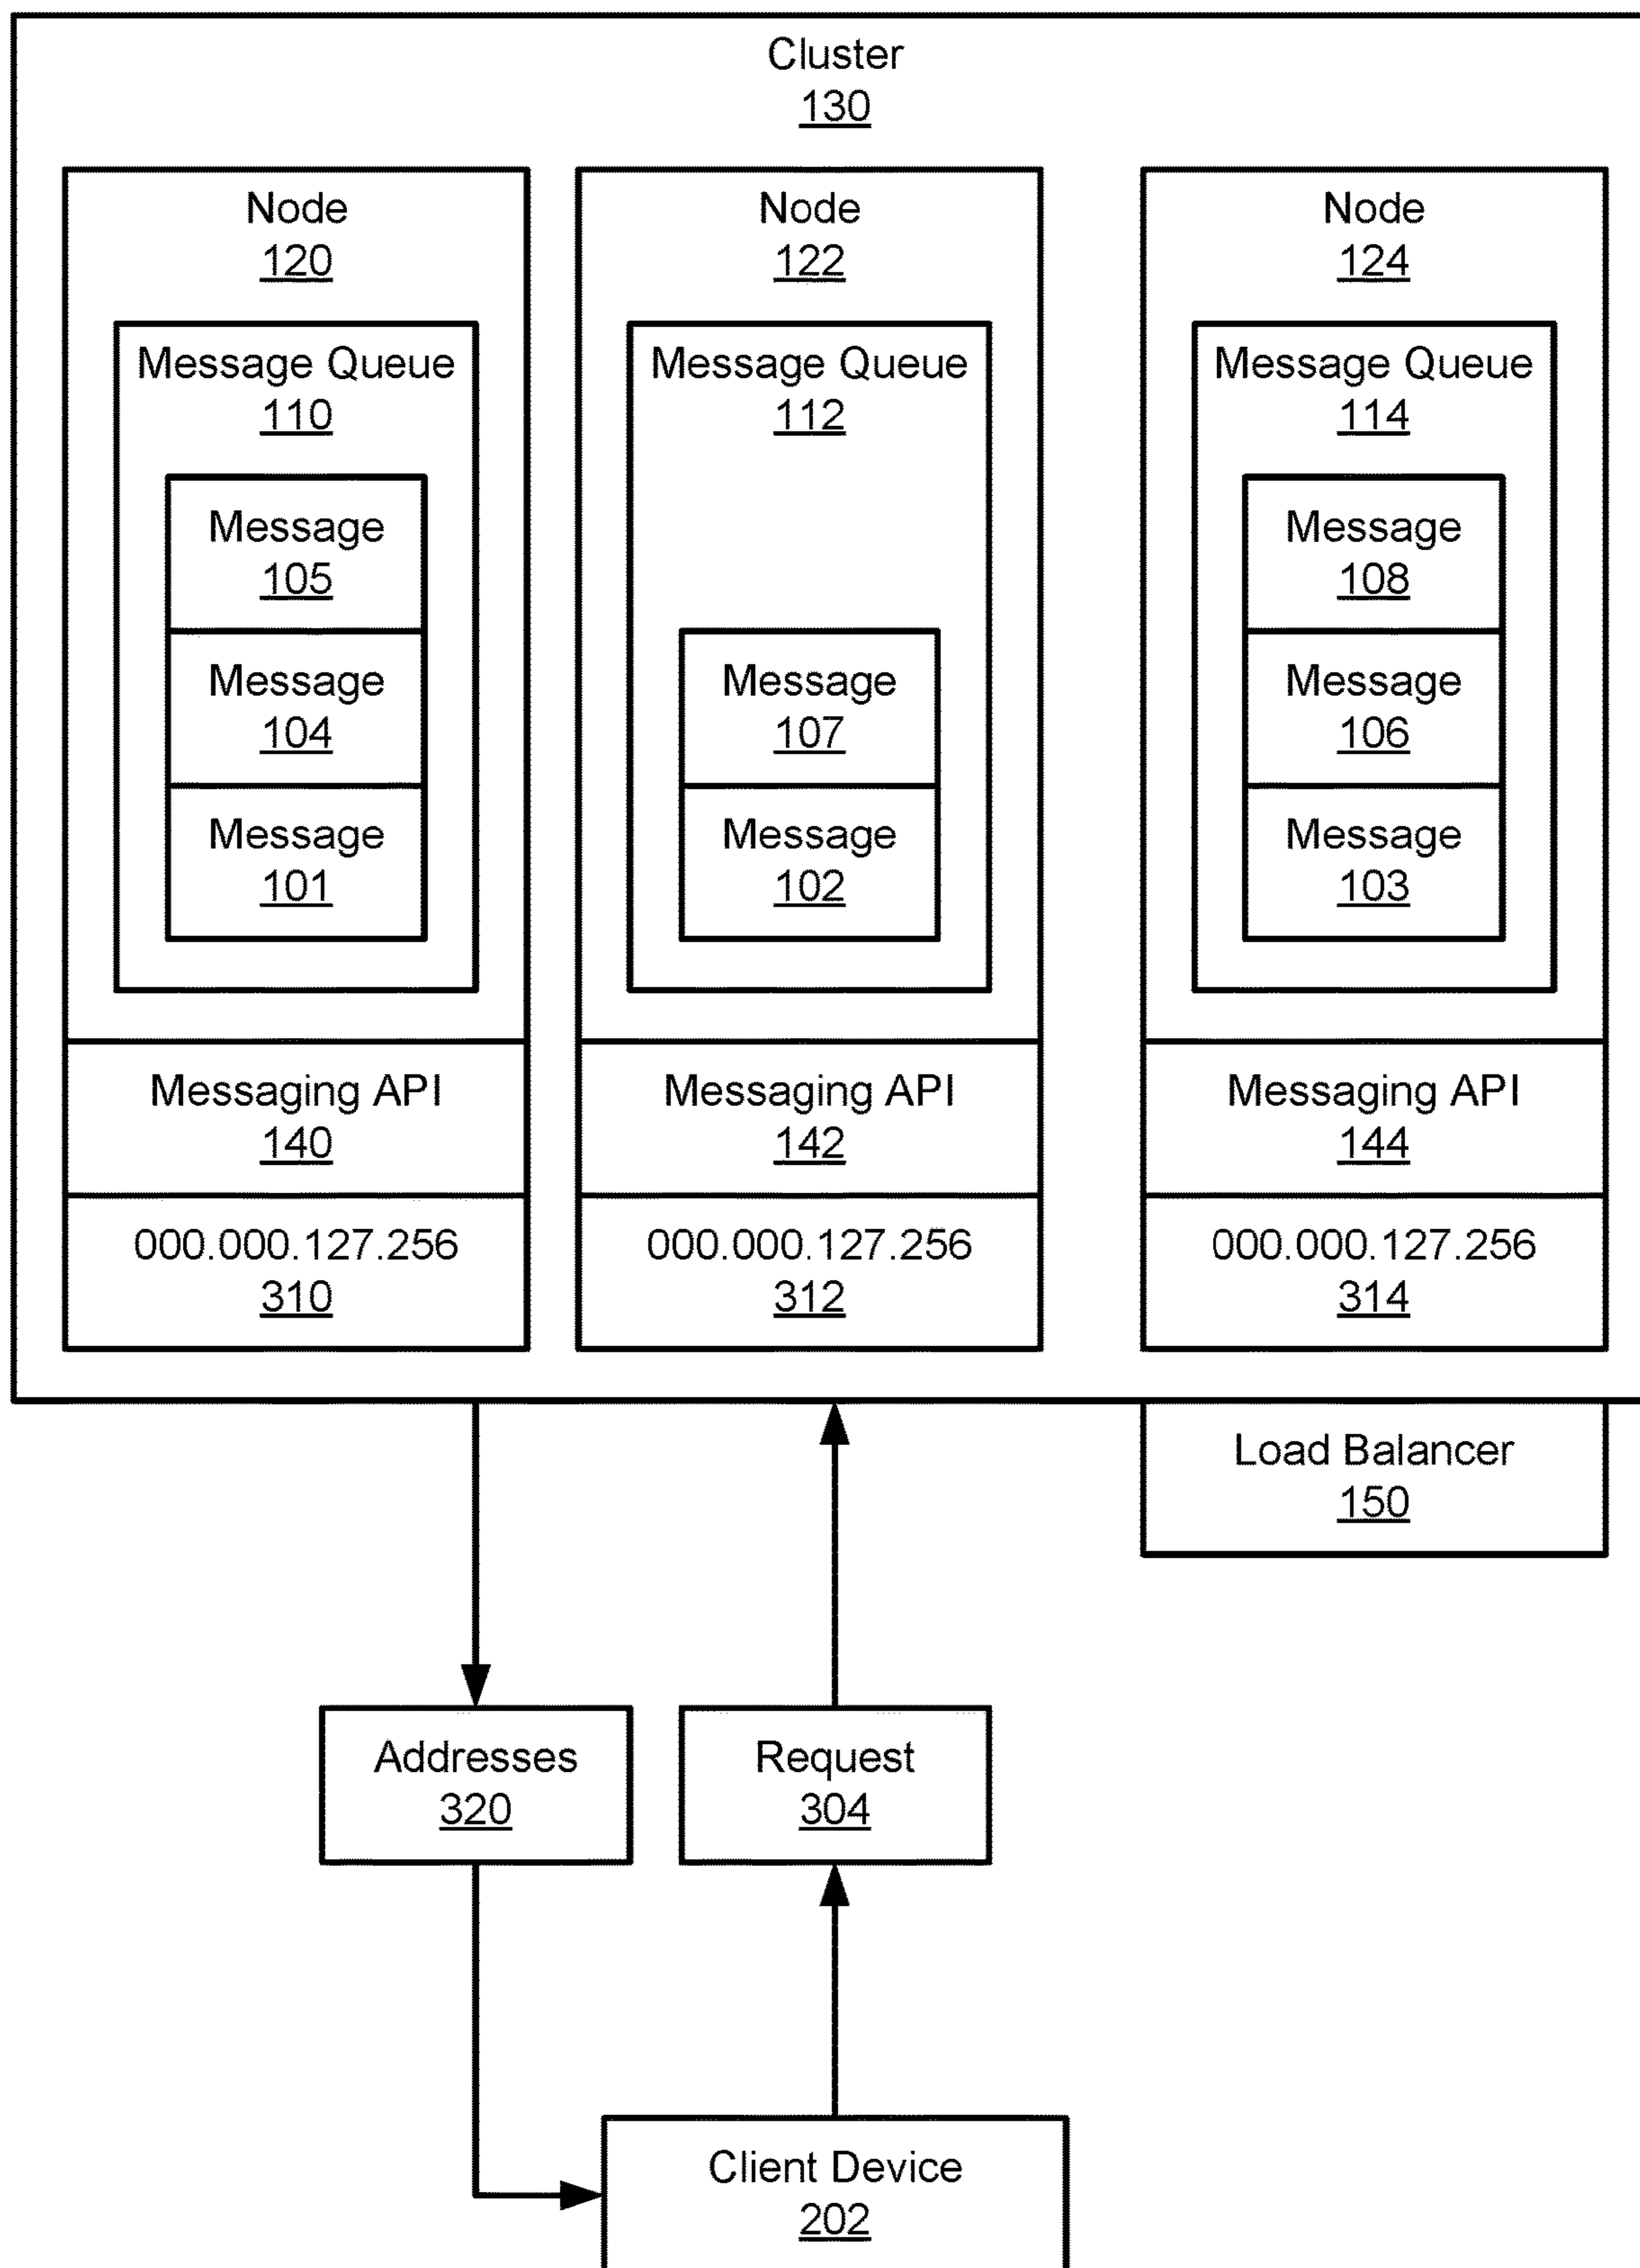 Cluster
130
Node
120
Message Queue
110
Message
105
Message
104
Message
101
Messaging API
140
000.000.127.256
310
Node
122
Message Queue
112
Message
107
Message
102
Messaging API
142
000.000.127.256
312
Node
124
Message Queue
114
Message
108
Message
106
Message
103
Messaging API
144
000.000.127.256
314
Load Balancer
150
Addresses
320
Request
304
Client Device
202